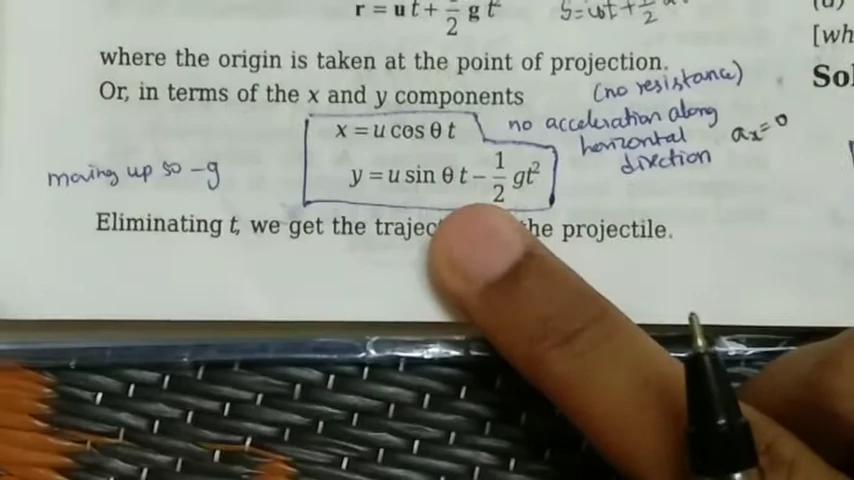 r = u t + 1/2 g t²
S = ut + 1/2
where the origin is taken at the point of projection.
[wh
Or, in terms of the x and y components
(no resistance)
Sol
x = u cos θ t
no acceleration along
horizontal
direction
ax = 0
moving up so -g
y = u sin θ t − 1/2 gt²
Eliminating t, we get the trajec he projectile.